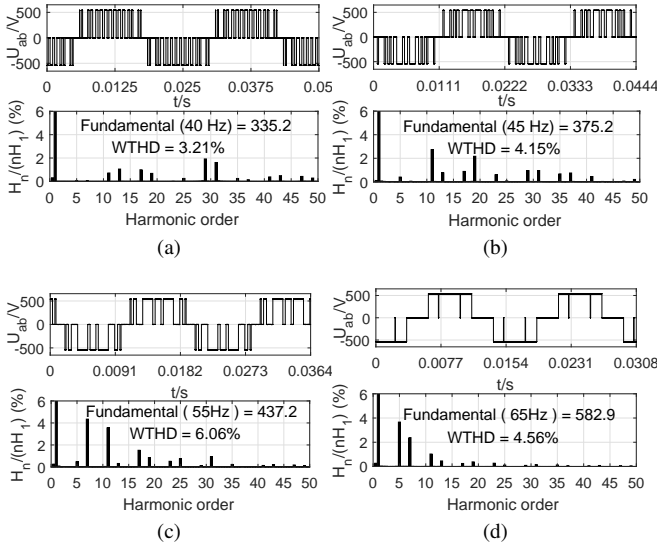 -U_ab/V
500
0
-500
0 0.0125 0.025 0.0375 0.05
t/s
H_n/(nH_1) (%)
6
4
2
0
Fundamental (40 Hz) = 335.2
WTHD = 3.21%
0 5 10 15 20 25 30 35 40 45 50
Harmonic order
(a)
-U_ab/V
500
0
-500
0 0.0111 0.0222 0.0333 0.0444
t/s
H_n/(nH_1) (%)
6
4
2
0
Fundamental (45 Hz) = 375.2
WTHD = 4.15%
0 5 10 15 20 25 30 35 40 45 50
Harmonic order
(b)
-U_ab/V
500
0
-500
0 0.0091 0.0182 0.0273 0.0364
t/s
H_n/(nH_1) (%)
6
4
2
0
Fundamental ( 55Hz ) = 437.2
WTHD = 6.06%
0 5 10 15 20 25 30 35 40 45 50
Harmonic order
(c)
-U_ab/V
500
0
-500
0 0.0077 0.0154 0.0231 0.0308
t/s
H_n/(nH_1) (%)
6
4
2
0
Fundamental ( 65Hz ) = 582.9
WTHD = 4.56%
0 5 10 15 20 25 30 35 40 45 50
Harmonic order
(d)